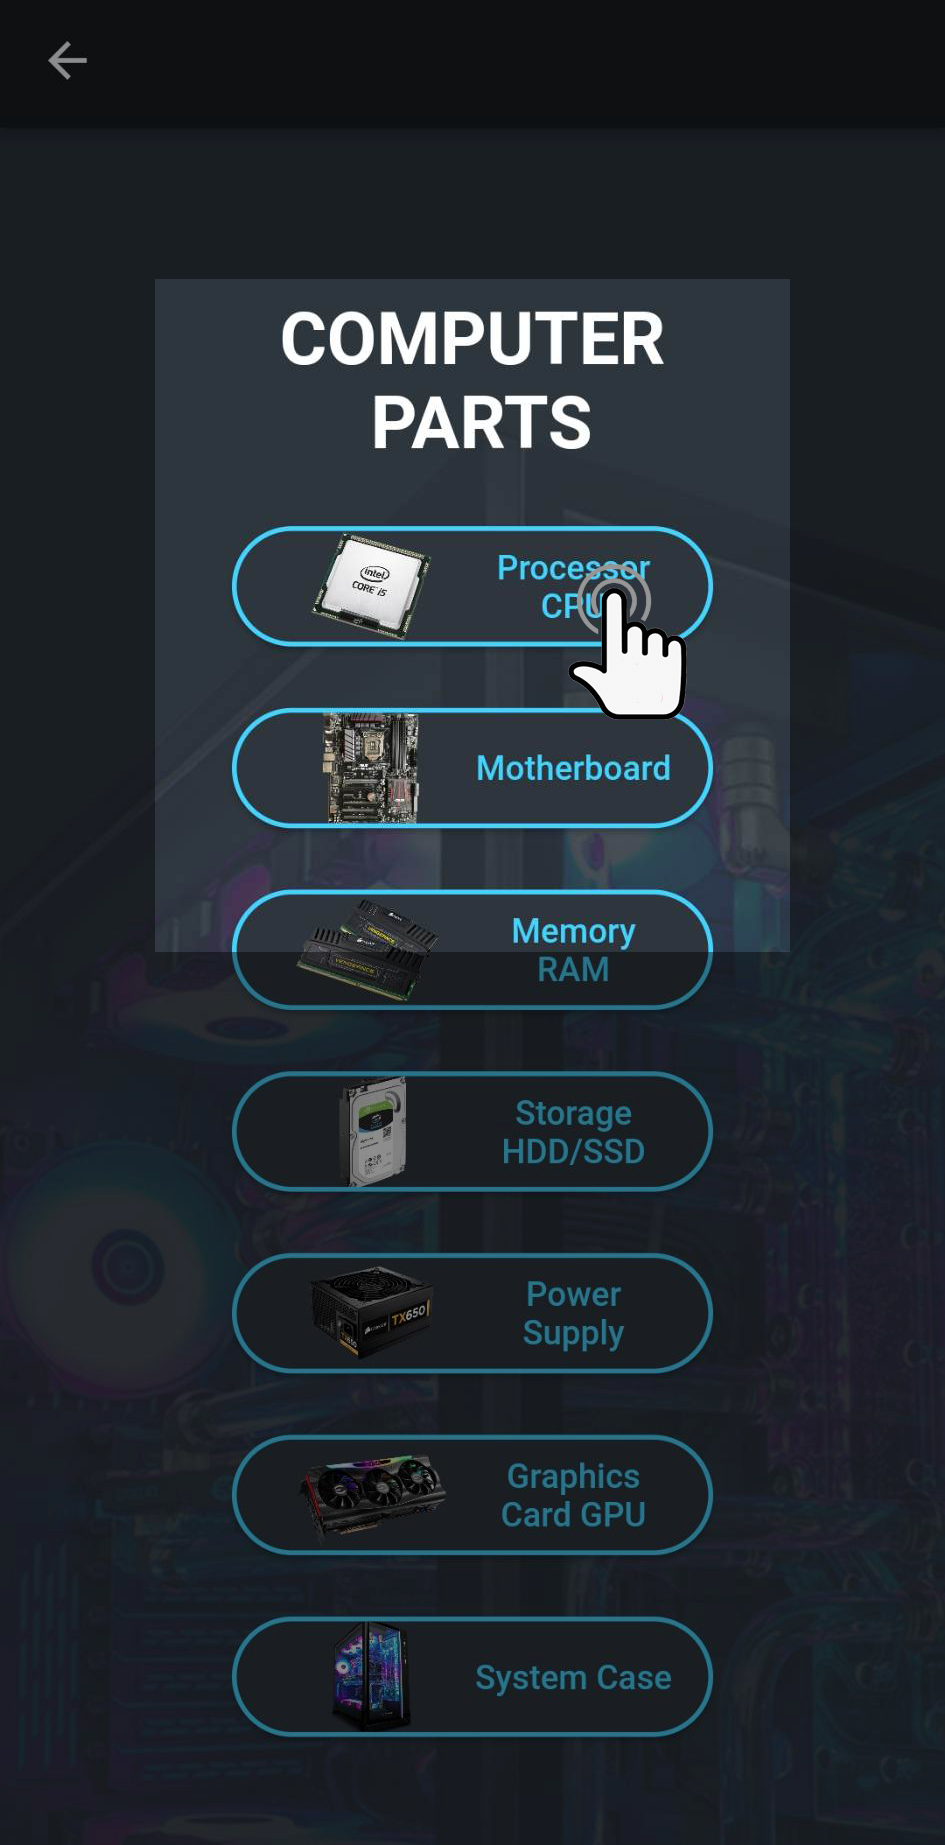 COMPUTER
PARTS
intel
CORE i5
Processor
CPU
Motherboard
VENGEANCE
Memory
RAM
Storage
HDD/SSD
TX650
Power
Supply
Graphics
Card GPU
System Case